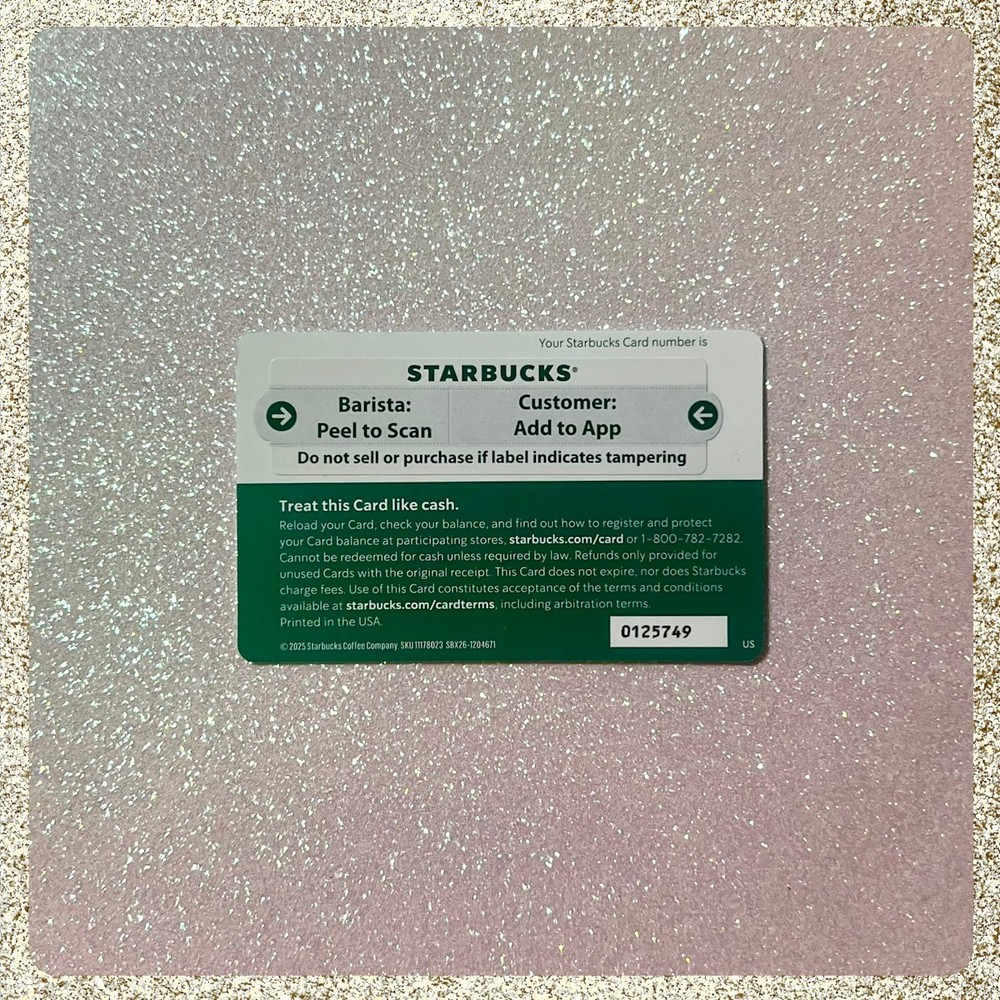 Your Starbucks Card number is
STARBUCKS®
Barista:
Peel to Scan
Customer:
Add to App
Do not sell or purchase if label indicates tampering
Treat this Card like cash.
Reload your Card, check your balance, and find out how to register and protect
your Card balance at participating stores, starbucks.com/card or 1-800-782-7282.
Cannot be redeemed for cash unless required by law. Refunds only provided for
unused Cards with the original receipt. This Card does not expire, nor does Starbucks
charge fees. Use of this Card constitutes acceptance of the terms and conditions
available at starbucks.com/cardterms, including arbitration terms.
Printed in the USA.
0125749
© 2025 Starbucks Coffee Company SKU 11178023 SBX26-1204671
US